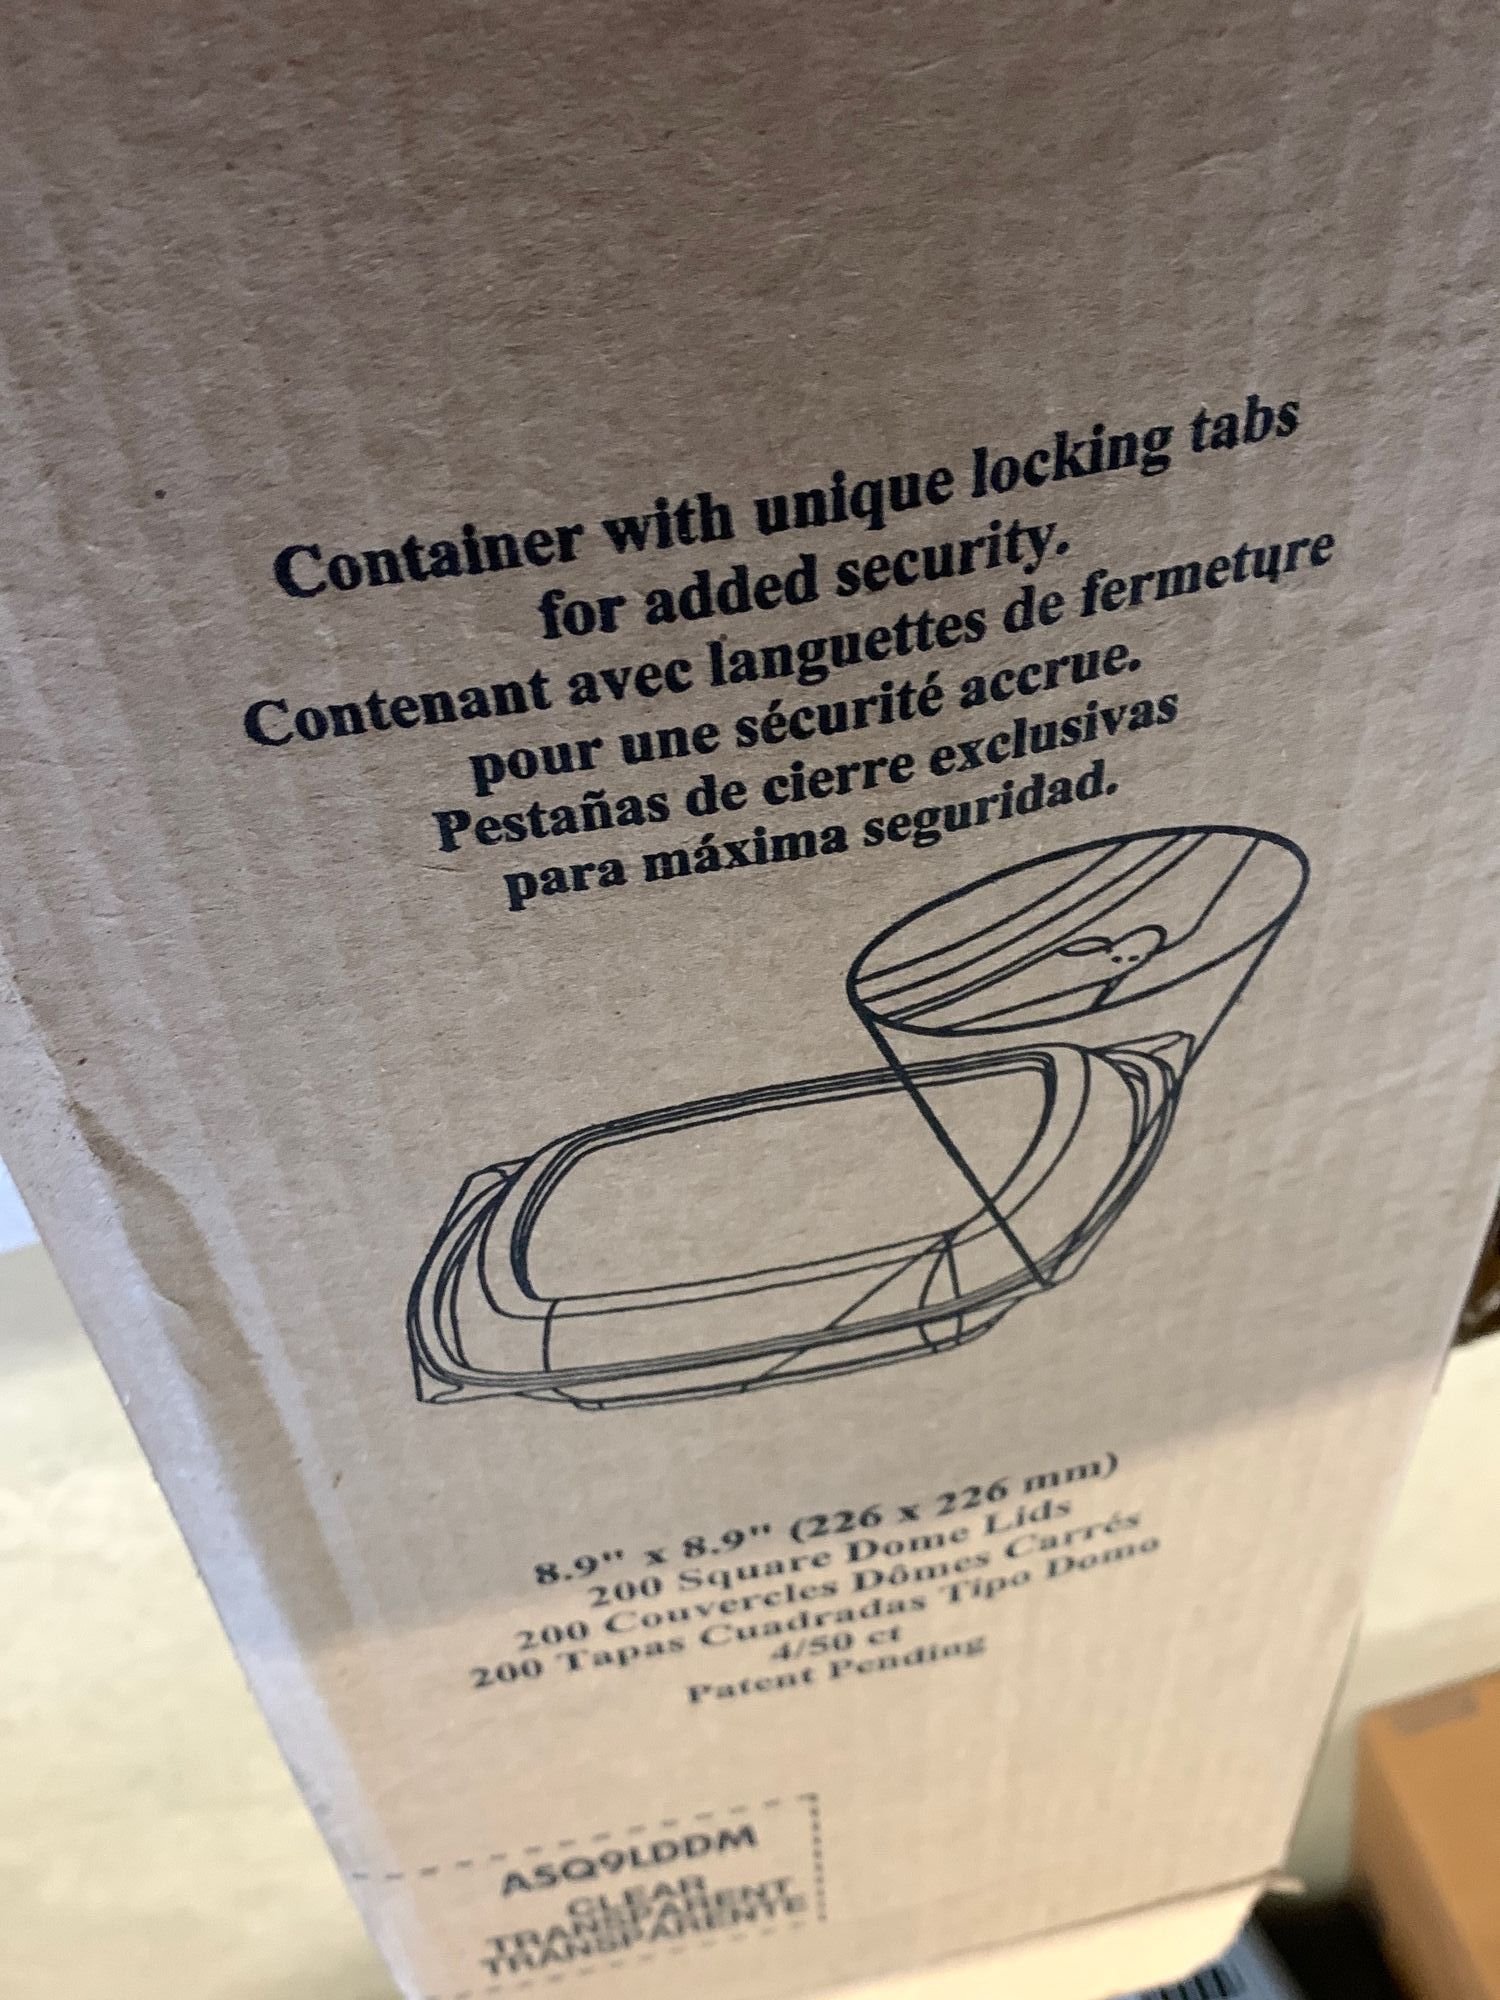 Container with unique locking tabs
for added security.
Contenant avec languettes de fermeture
pour une sécurité accrue.
Pestañas de cierre exclusivas
para máxima seguridad.
8.9" x 8.9" (226 x 226 mm)
200 Square Dome Lids
200 Couvercles Dômes Carrés
200 Tapas Cuadradas Tipo Domo
4/50 ct
Patent Pending
ASQ9LDDM
CLEAR
TRANSPARENT
TRANSPARENTE